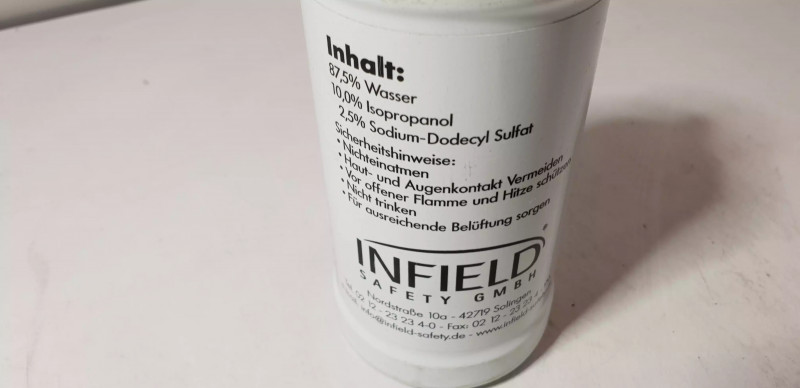 Inhalt:
87,5% Wasser
10,0% Isopropanol
2,5% Sodium-Dodecyl Sulfat
Sicherheitshinweise:
• Nichteinatmen
• Haut- und Augenkontakt Vermeiden
• Vor offener Flamme und Hitze schützen
• Nicht trinken
• Für ausreichende Belüftung sorgen
INFIELD®
SAFETY GMBH
Nordstraße 10a - 42719 Solingen
Tel. 02 12 - 23 23 4-0 - Fax: 02 12 - 23 23 4
info@infield-safety.de - www.infield-